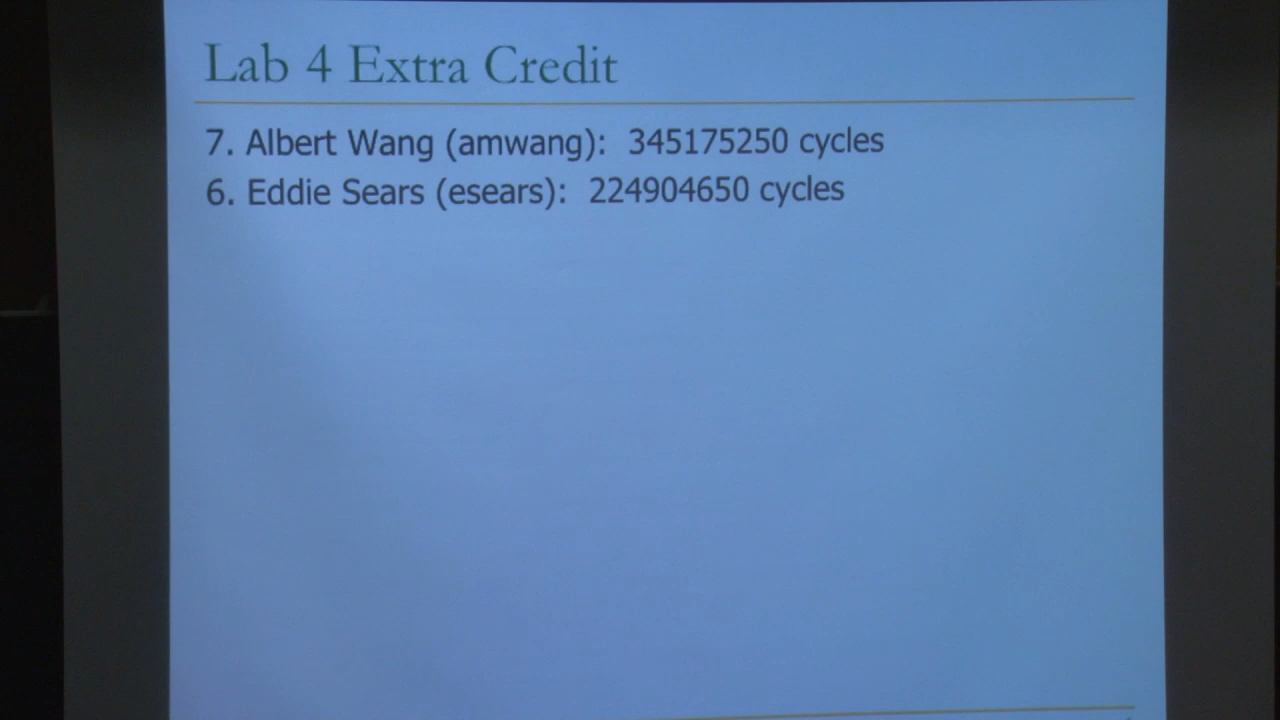 Lab 4 Extra Credit
7. Albert Wang (amwang): 345175250 cycles
6. Eddie Sears (esears): 224904650 cycles